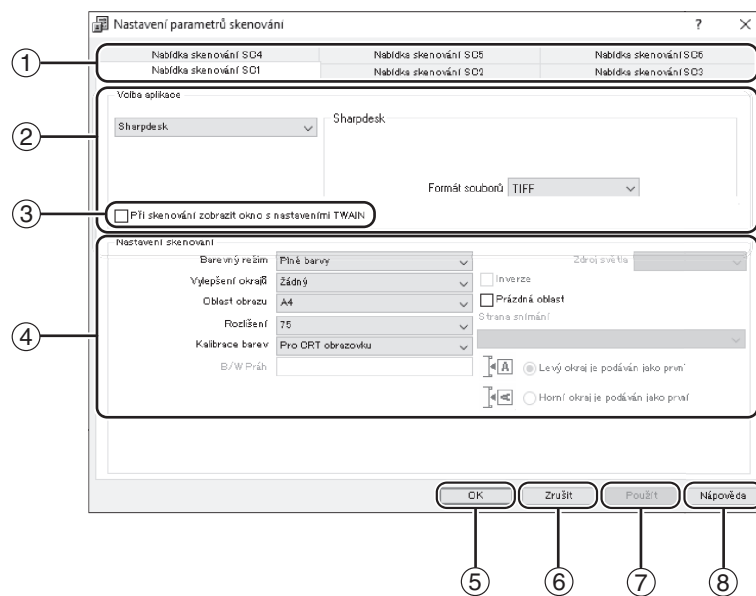 Nastavení parametrů skenování ? ×
Nabídka skenování SC4 Nabídka skenování SC5 Nabídka skenování SC6
① Nabídka skenování SC1 Nabídka skenování SC2 Nabídka skenování SC3
Volba aplikace
② Sharpdesk Sharpdesk
Formát souborů TIFF
③ Při skenování zobrazit okno s nastaveními TWAIN
Nastavení skenování
Barevný režim Plné barvy Zdroj světla
Vylepšení okrajů Žádný Inverze
Oblast obrazu A4 Prázdná oblast
Rozlišení 75 Strana snímání
④ Kalibrace barev Pro CRT obrazovku
B/W Práh A Levý okraj je podáván jako první
A Horní okraj je podáván jako první
OK Zrušit Použít Nápověda
⑤ ⑥ ⑦ ⑧